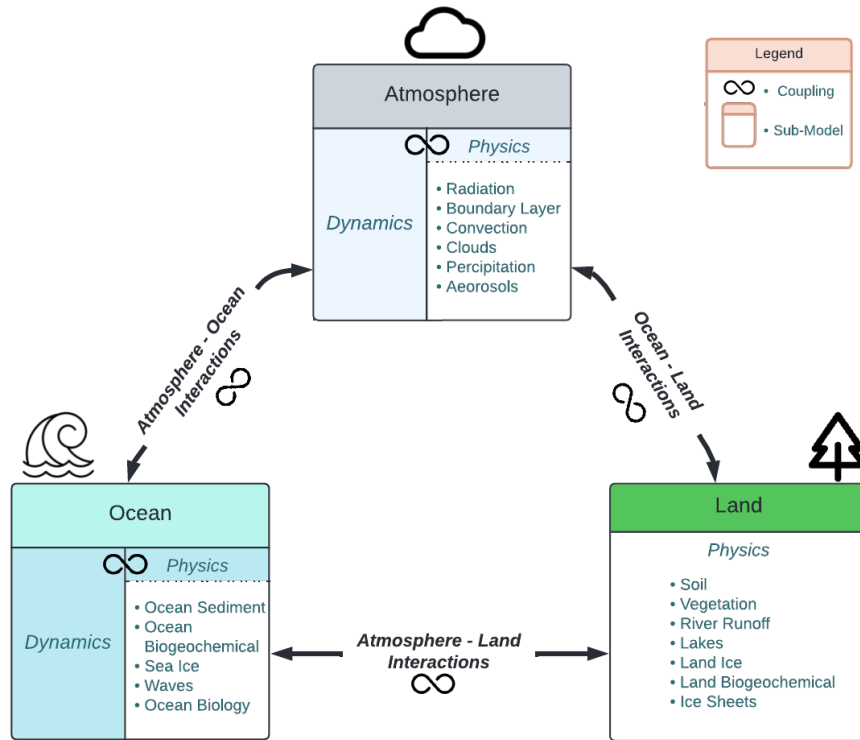 Atmosphere
Physics
Dynamics
• Radiation
• Boundary Layer
• Convection
• Clouds
• Percipitation
• Aeorosols
Legend
• Coupling
• Sub-Model
Atmosphere - Ocean
Interactions
Ocean - Land
Interactions
Ocean
Physics
Dynamics
• Ocean Sediment
• Ocean
Biogeochemical
• Sea Ice
• Waves
• Ocean Biology
Atmosphere - Land
Interactions
Land
Physics
• Soil
• Vegetation
• River Runoff
• Lakes
• Land Ice
• Land Biogeochemical
• Ice Sheets